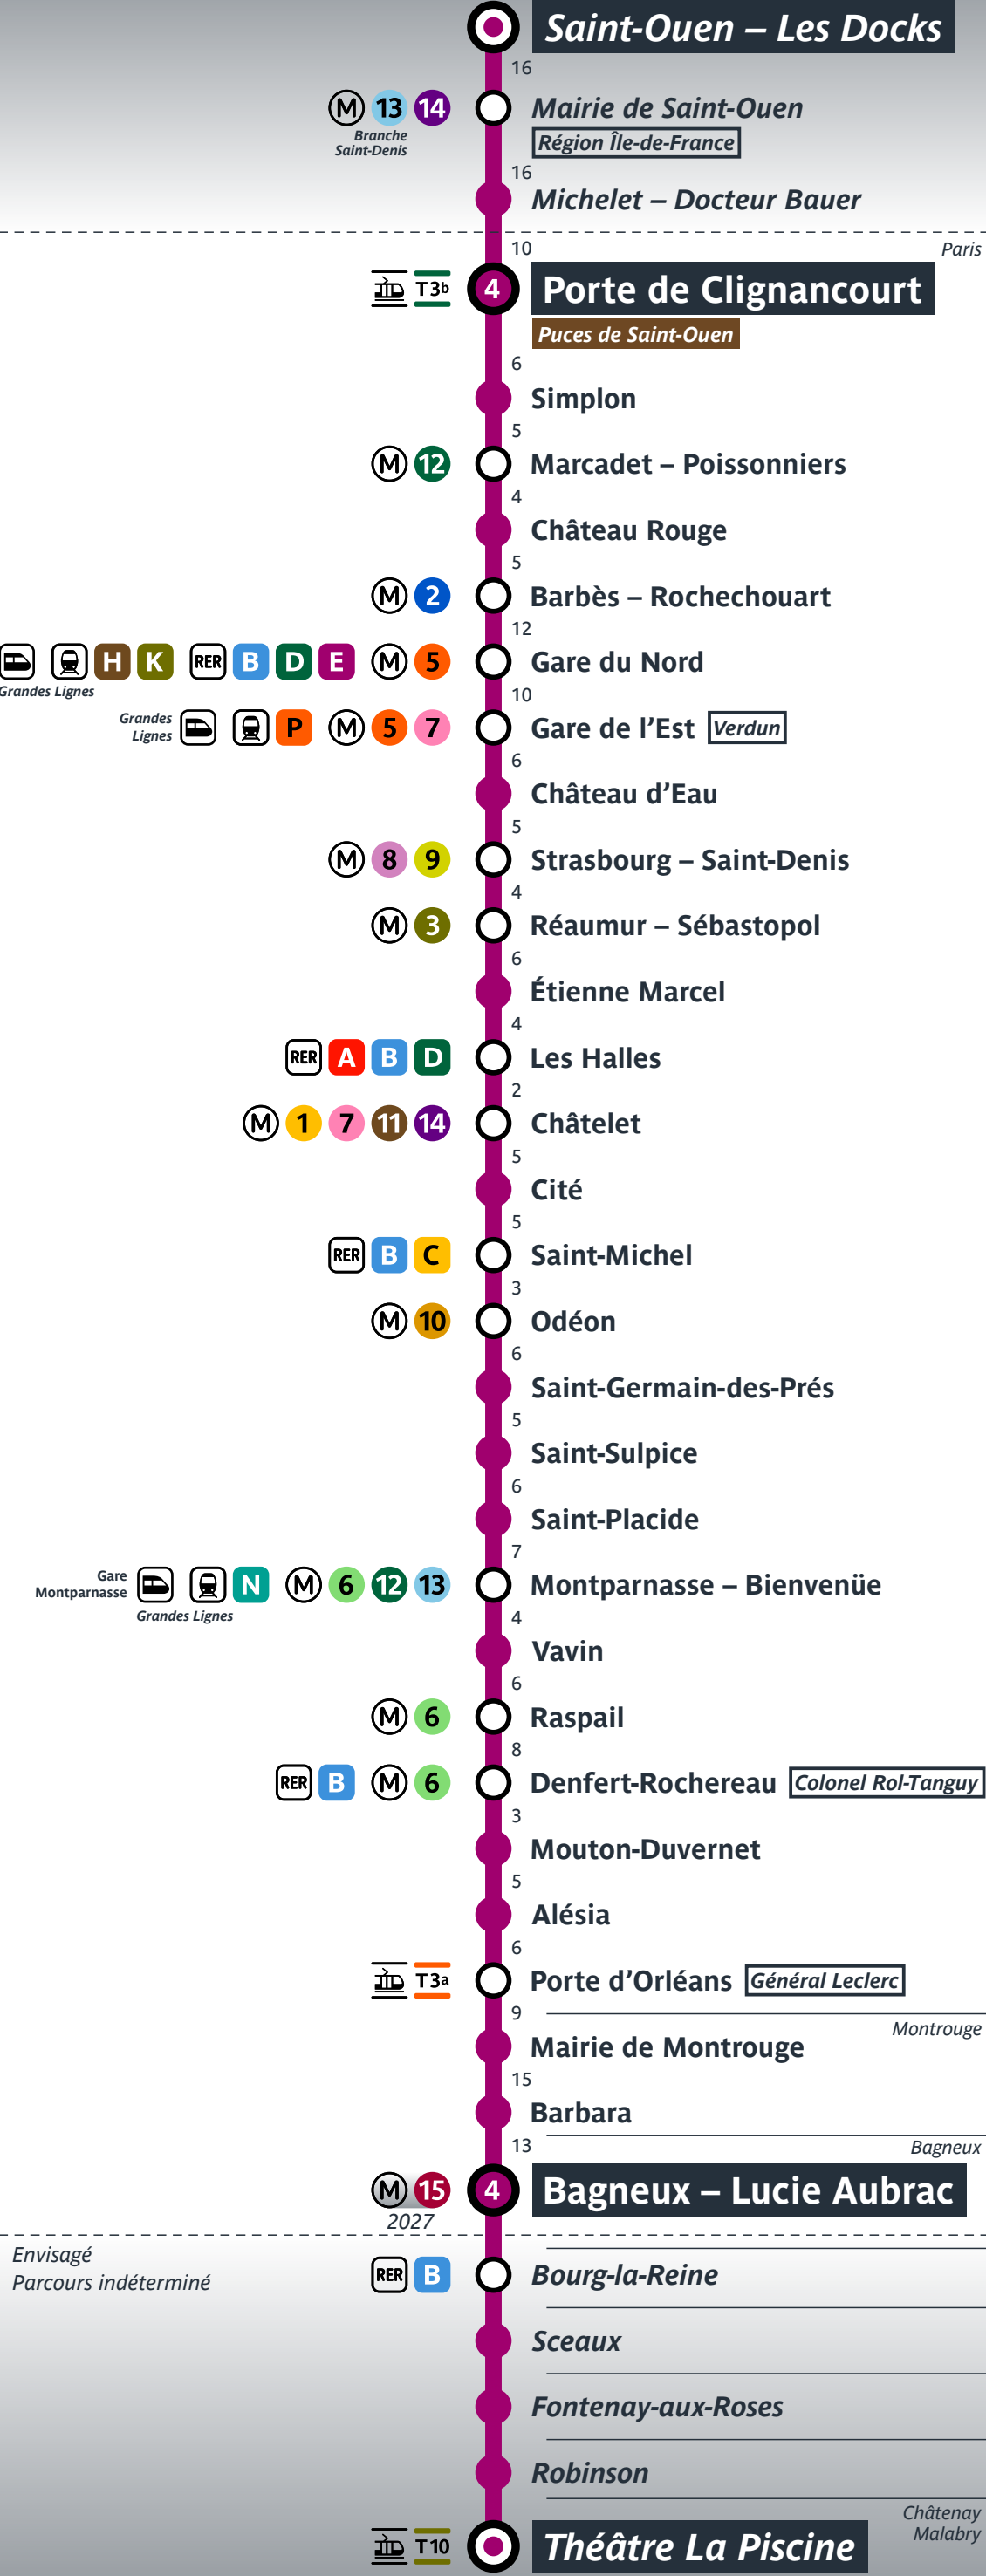 Saint-Ouen – Les Docks
16
M 13 14 Mairie de Saint-Ouen
Branche
Saint-Denis
Région Île-de-France
16
Michelet – Docteur Bauer
10
Paris
T3b 4 Porte de Clignancourt
Puces de Saint-Ouen
6
Simplon
5
M 12 Marcadet – Poissonniers
4
Château Rouge
5
M 2 Barbès – Rochechouart
12
H K RER B D E M 5 Gare du Nord
Grandes Lignes
10
Grandes
Lignes
P M 5 7 Gare de l’Est Verdun
6
Château d’Eau
5
M 8 9 Strasbourg – Saint-Denis
4
M 3 Réaumur – Sébastopol
6
Étienne Marcel
4
RER A B D Les Halles
2
M 1 7 11 14 Châtelet
5
Cité
5
RER B C Saint-Michel
3
M 10 Odéon
6
Saint-Germain-des-Prés
5
Saint-Sulpice
6
Saint-Placide
7
Gare
Montparnasse
N M 6 12 13 Montparnasse – Bienvenüe
Grandes Lignes
4
Vavin
6
M 6 Raspail
8
RER B M 6 Denfert-Rochereau Colonel Rol-Tanguy
3
Mouton-Duvernet
5
Alésia
6
T3a Porte d’Orléans Général Leclerc
9
Montrouge
Mairie de Montrouge
15
Barbara
13
Bagneux
M 15 4 Bagneux – Lucie Aubrac
2027
Envisagé
Parcours indéterminé
RER B Bourg-la-Reine
Sceaux
Fontenay-aux-Roses
Robinson
Châtenay
Malabry
T10 Théâtre La Piscine